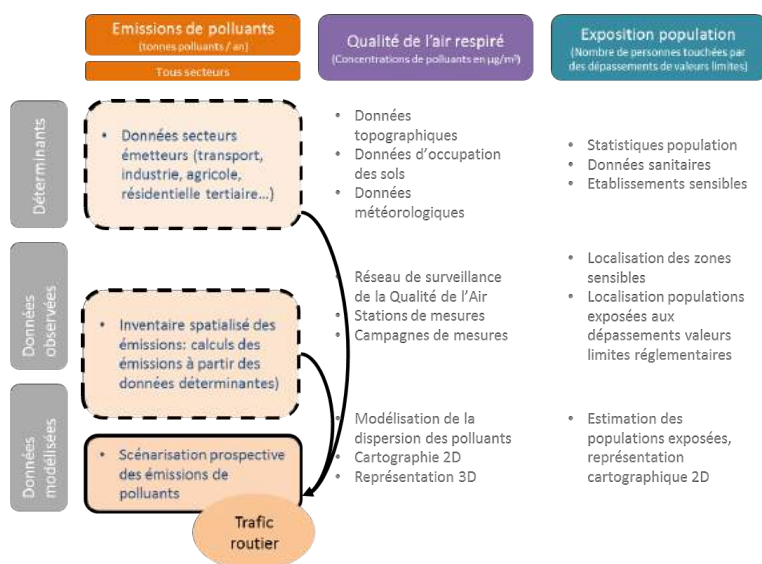 Emissions de polluants
(tonnes polluants / an)
Tous secteurs
Qualité de l'air respiré
(Concentrations de polluants en µg/m³)
Exposition population
(Nombre de personnes touchées par
des dépassements de valeurs limites)
Déterminants
• Données secteurs
émetteurs (transport,
industrie, agricole,
résidentielle tertiaire...)
• Données
topographiques
• Données d'occupation
des sols
• Données
météorologiques
• Statistiques population
• Données sanitaires
• Etablissements sensibles
Données
observées
• Inventaire spatialisé des
émissions: calculs des
émissions à partir des
données déterminantes)
• Réseau de surveillance
de la Qualité de l'Air
• Stations de mesures
• Campagnes de mesures
• Localisation des zones
sensibles
• Localisation populations
exposées aux
dépassements valeurs
limites réglementaires
Données
modélisées
• Scénarisation prospective
des émissions de
polluants
Trafic
routier
• Modélisation de la
dispersion des polluants
• Cartographie 2D
• Représentation 3D
• Estimation des
populations exposées,
représentation
cartographique 2D